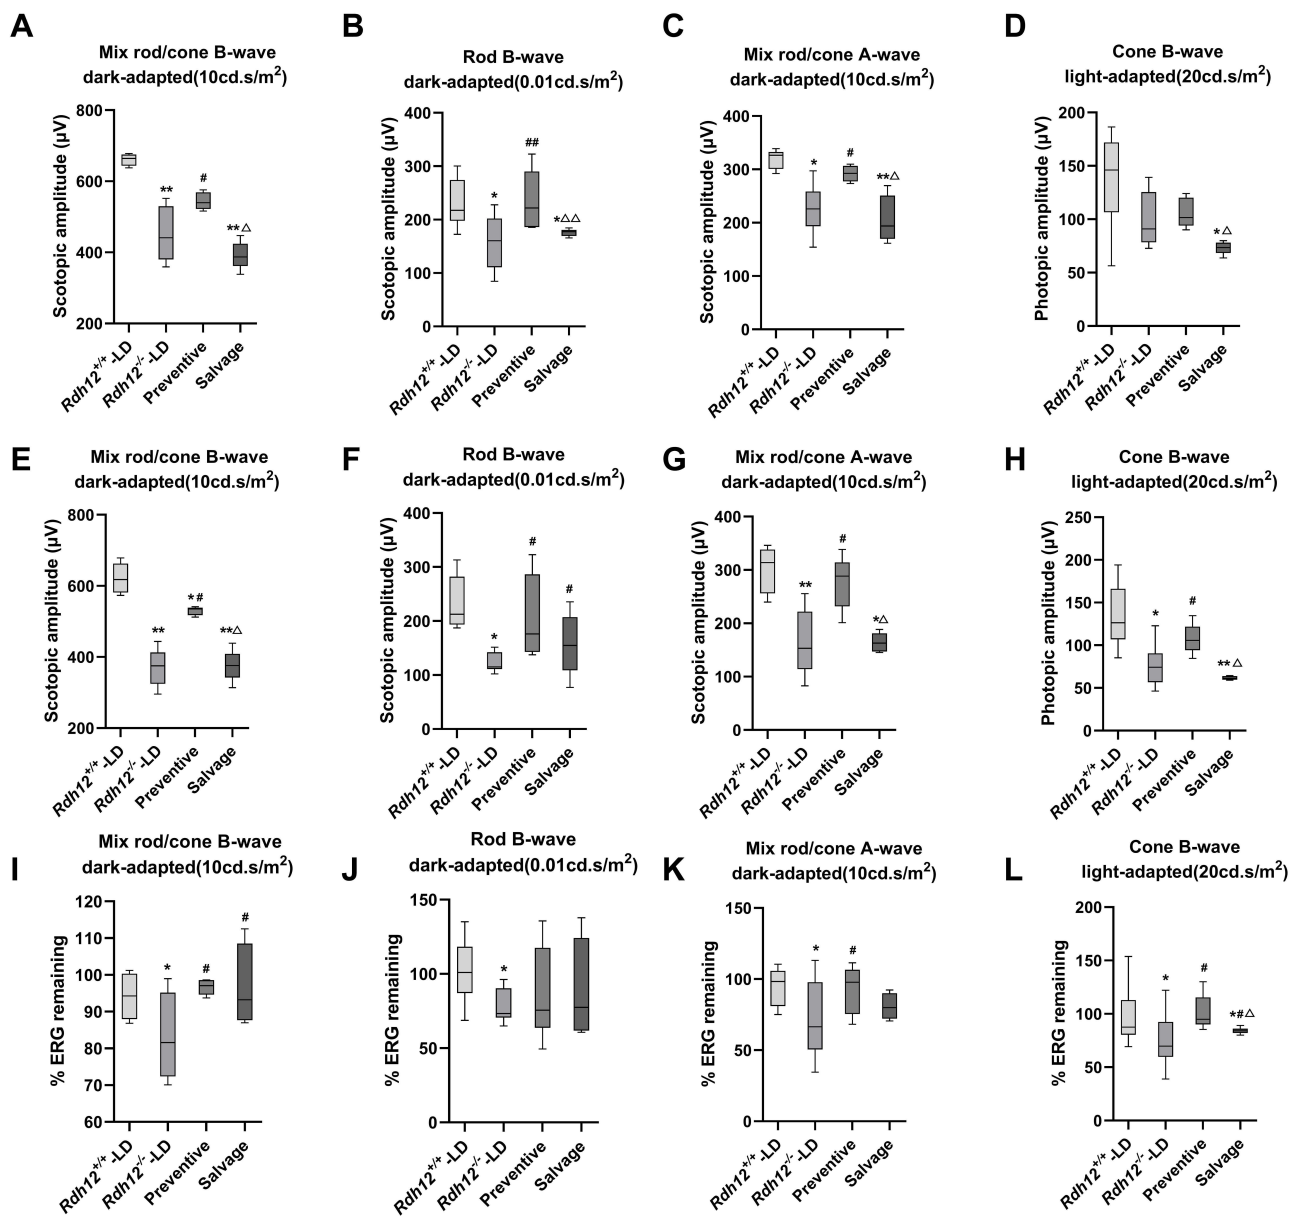 A
Mix rod/cone B-wave
dark-adapted(10cd.s/m²)
Scotopic amplitude (μV)
800
600
400
200
**
#
**△
Rdh12⁺/⁺ -LD
Rdh12⁻/⁻ -LD
Preventive
Salvage
B
Rod B-wave
dark-adapted(0.01cd.s/m²)
Scotopic amplitude (μV)
400
300
200
100
0
*
##
*△△
Rdh12⁺/⁺ -LD
Rdh12⁻/⁻ -LD
Preventive
Salvage
C
Mix rod/cone A-wave
dark-adapted(10cd.s/m²)
Scotopic amplitude (μV)
400
300
200
100
0
*
#
**△
Rdh12⁺/⁺ -LD
Rdh12⁻/⁻ -LD
Preventive
Salvage
D
Cone B-wave
light-adapted(20cd.s/m²)
Photopic amplitude (μV)
200
150
100
50
0
*△
Rdh12⁺/⁺ -LD
Rdh12⁻/⁻ -LD
Preventive
Salvage
E
Mix rod/cone B-wave
dark-adapted(10cd.s/m²)
Scotopic amplitude (μV)
800
600
400
200
**
*#
**△
Rdh12⁺/⁺ -LD
Rdh12⁻/⁻ -LD
Preventive
Salvage
F
Rod B-wave
dark-adapted(0.01cd.s/m²)
Scotopic amplitude (μV)
400
300
200
100
0
*
#
#
Rdh12⁺/⁺ -LD
Rdh12⁻/⁻ -LD
Preventive
Salvage
G
Mix rod/cone A-wave
dark-adapted(10cd.s/m²)
Scotopic amplitude (μV)
400
300
200
100
0
**
#
*△
Rdh12⁺/⁺ -LD
Rdh12⁻/⁻ -LD
Preventive
Salvage
H
Cone B-wave
light-adapted(20cd.s/m²)
Photopic amplitude (μV)
250
200
150
100
50
0
*
#
**△
Rdh12⁺/⁺ -LD
Rdh12⁻/⁻ -LD
Preventive
Salvage
I
Mix rod/cone B-wave
dark-adapted(10cd.s/m²)
% ERG remaining
120
110
100
90
80
70
60
*
#
#
Rdh12⁺/⁺ -LD
Rdh12⁻/⁻ -LD
Preventive
Salvage
J
Rod B-wave
dark-adapted(0.01cd.s/m²)
% ERG remaining
150
100
50
0
*
Rdh12⁺/⁺ -LD
Rdh12⁻/⁻ -LD
Preventive
Salvage
K
Mix rod/cone A-wave
dark-adapted(10cd.s/m²)
% ERG remaining
150
100
50
0
*
#
Rdh12⁺/⁺ -LD
Rdh12⁻/⁻ -LD
Preventive
Salvage
L
Cone B-wave
light-adapted(20cd.s/m²)
% ERG remaining
200
150
100
50
0
*
#
*#△
Rdh12⁺/⁺ -LD
Rdh12⁻/⁻ -LD
Preventive
Salvage